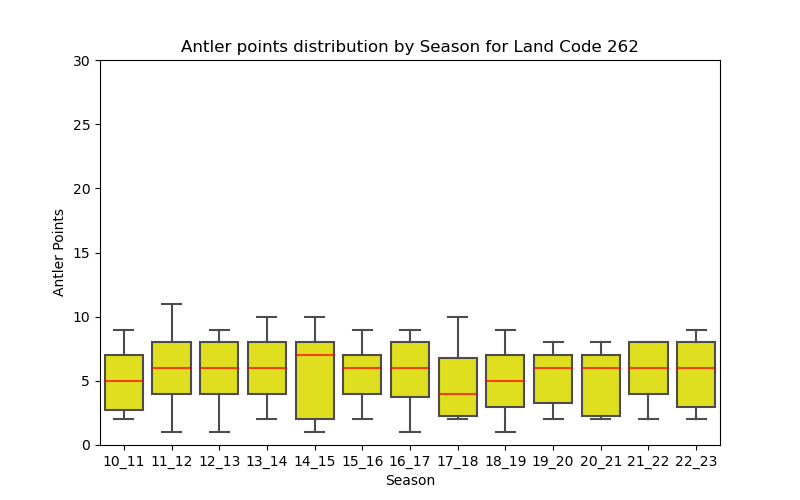 Antler points distribution by Season for Land Code 262
30
25
20
15
10
5
0
Antler Points
10_11 11_12 12_13 13_14 14_15 15_16 16_17 17_18 18_19 19_20 20_21 21_22 22_23
Season